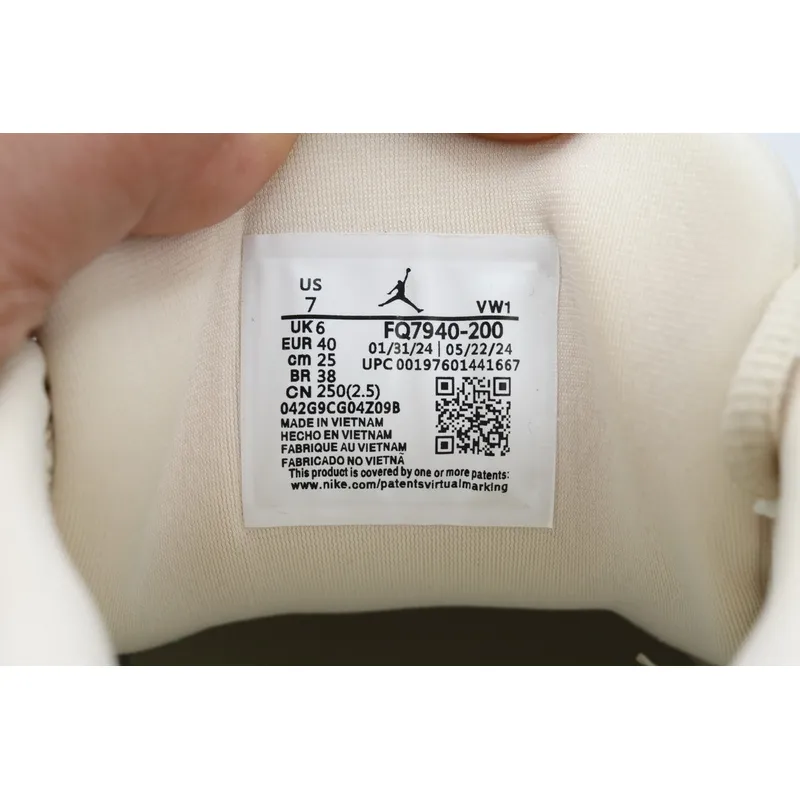 US
7 VW1
UK 6 FQ7940-200
EUR 40 01/31/24 | 05/22/24
cm 25 UPC 00197601441667
BR 38
CN 250(2.5)
042G9CG04Z09B
MADE IN VIETNAM
HECHO EN VIETNAM
FABRIQUE AU VIETNAM
FABRICADO NO VIETNÃ
This product is covered by one or more patents:
www.nike.com/patentsvirtualmarking